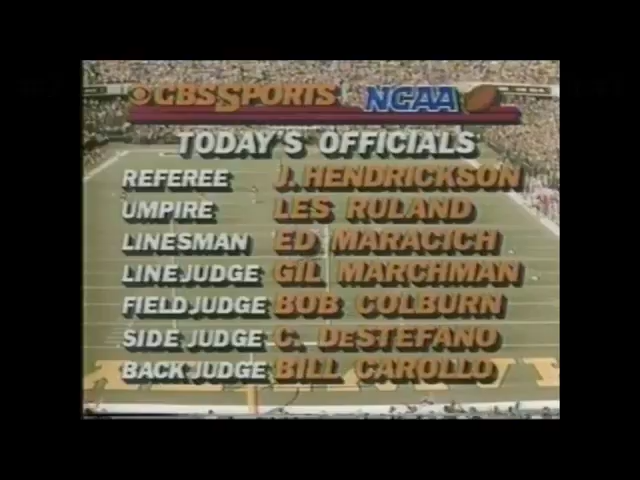 CBS SPORTS NCAA
TODAY'S OFFICIALS
REFEREE J. HENDRICKSON
UMPIRE LES RULAND
LINESMAN ED MARACICH
LINE JUDGE GIL MARCHMAN
FIELD JUDGE BOB COLBURN
SIDE JUDGE C. DeSTEFANO
BACK JUDGE BILL CAROLLO